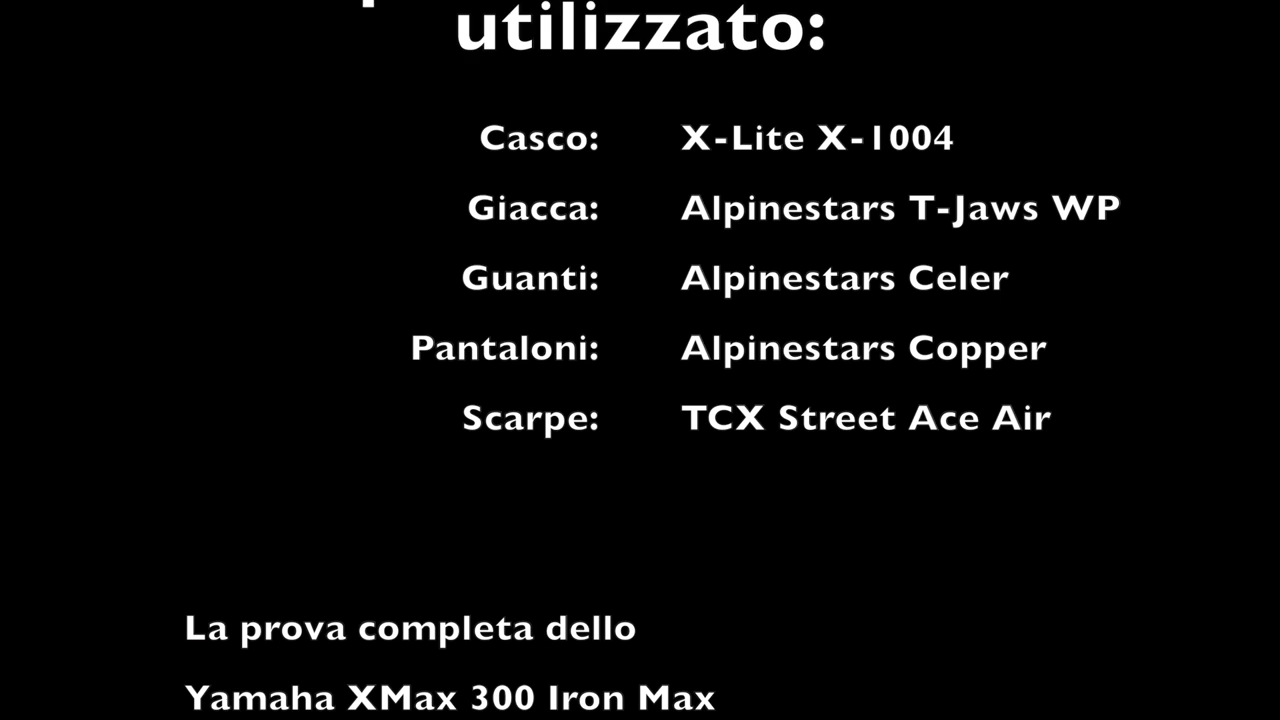 utilizzato:
Casco: X-Lite X-1004
Giacca: Alpinestars T-Jaws WP
Guanti: Alpinestars Celer
Pantaloni: Alpinestars Copper
Scarpe: TCX Street Ace Air
La prova completa dello
Yamaha XMax 300 Iron Max